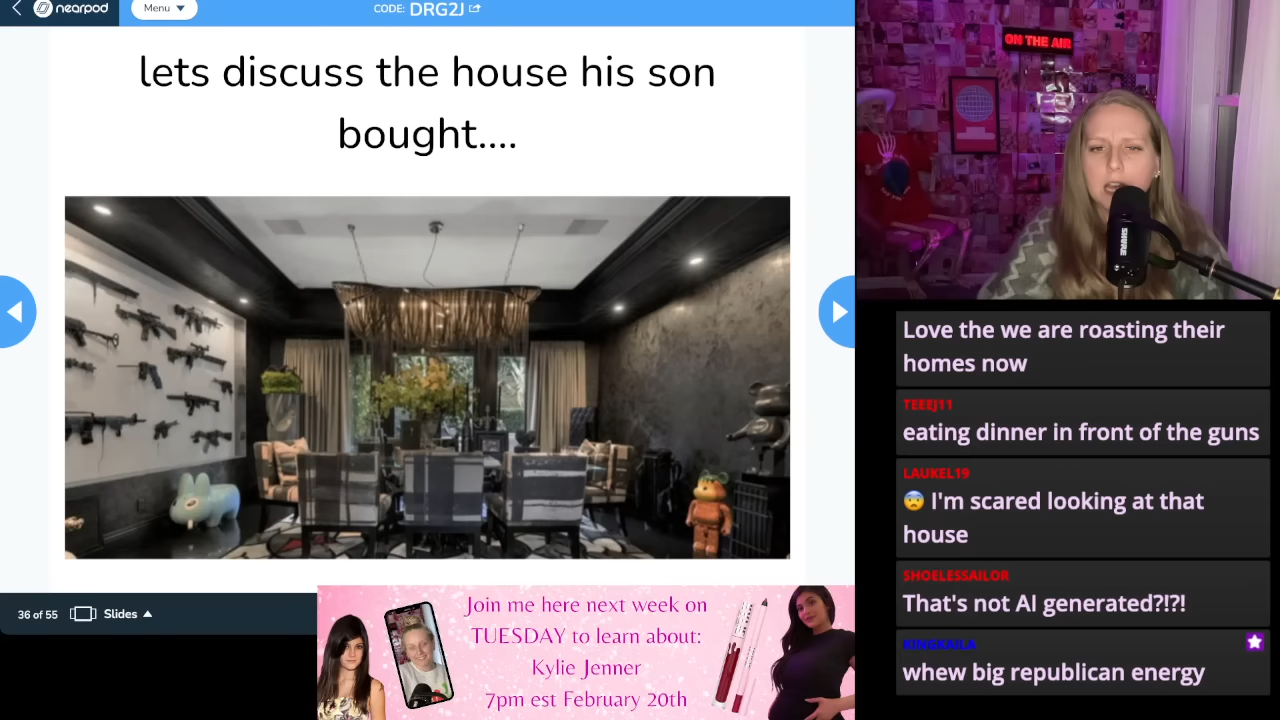 nearpod
Menu
CODE: DRG2J
lets discuss the house his son
bought....
36 of 55
Slides
Join me here next week on
TUESDAY to learn about:
Kylie Jenner
7pm est February 20th
ON THE AIR
SHURE
Love the we are roasting their
homes now
TEEEJ11
eating dinner in front of the guns
LAUKEL19
😨 I'm scared looking at that
house
SHOELESSAILOR
That's not AI generated?!?!
KINGKAILA
whew big republican energy